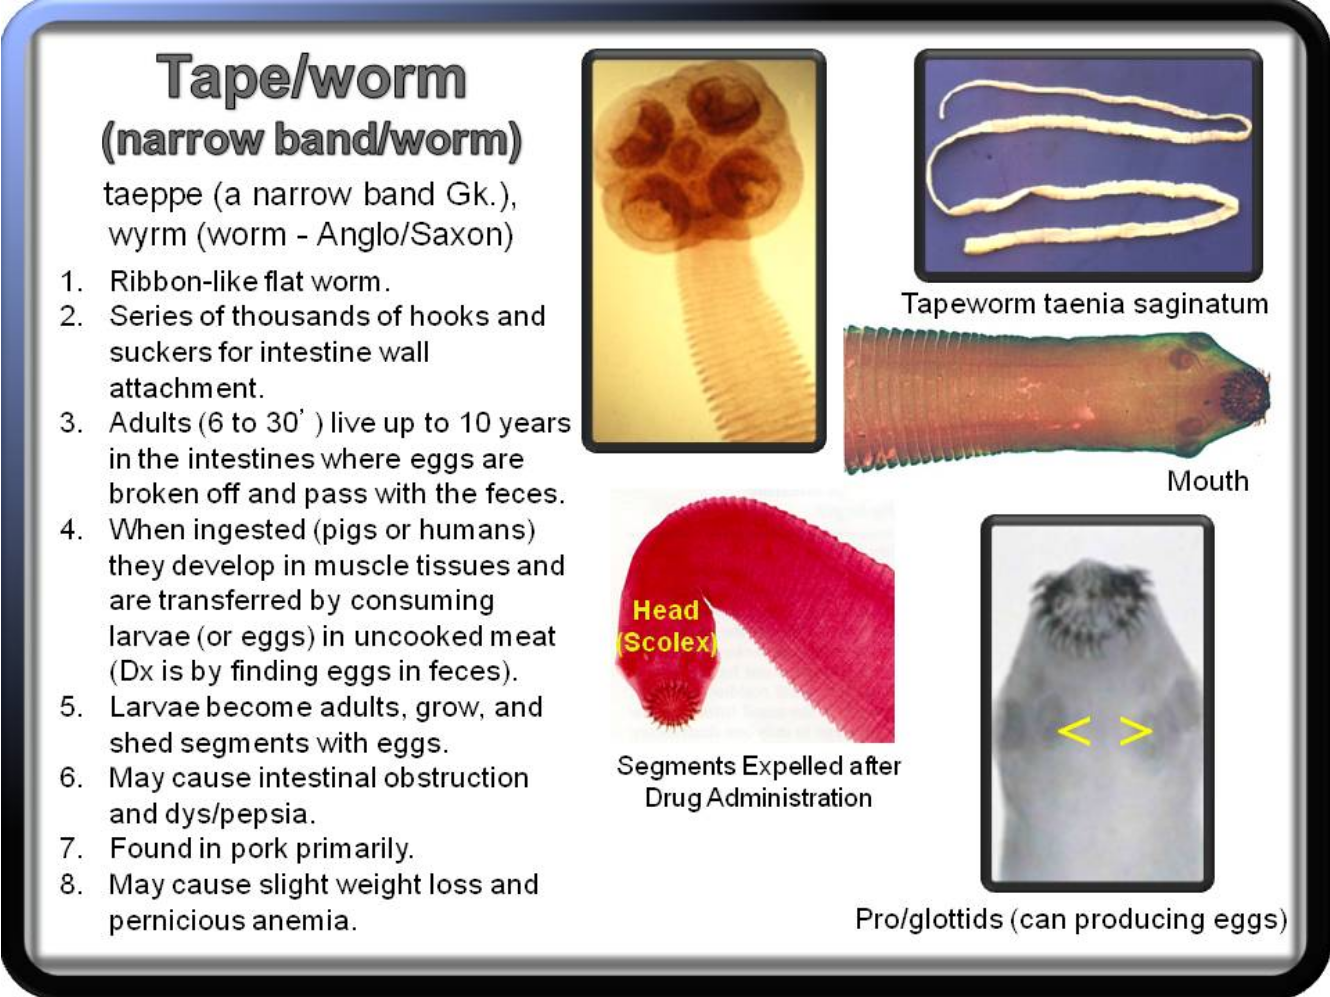 Tape/worm
(narrow band/worm)
taeppe (a narrow band Gk.),
wyrm (worm - Anglo/Saxon)
1. Ribbon-like flat worm.
2. Series of thousands of hooks and
suckers for intestine wall
attachment.
3. Adults (6 to 30’ ) live up to 10 years
in the intestines where eggs are
broken off and pass with the feces.
4. When ingested (pigs or humans)
they develop in muscle tissues and
are transferred by consuming
larvae (or eggs) in uncooked meat
(Dx is by finding eggs in feces).
5. Larvae become adults, grow, and
shed segments with eggs.
6. May cause intestinal obstruction
and dys/pepsia.
7. Found in pork primarily.
8. May cause slight weight loss and
pernicious anemia.
Tapeworm taenia saginatum
Mouth
Head
(Scolex)
Segments Expelled after
Drug Administration
< >
Pro/glottids (can producing eggs)